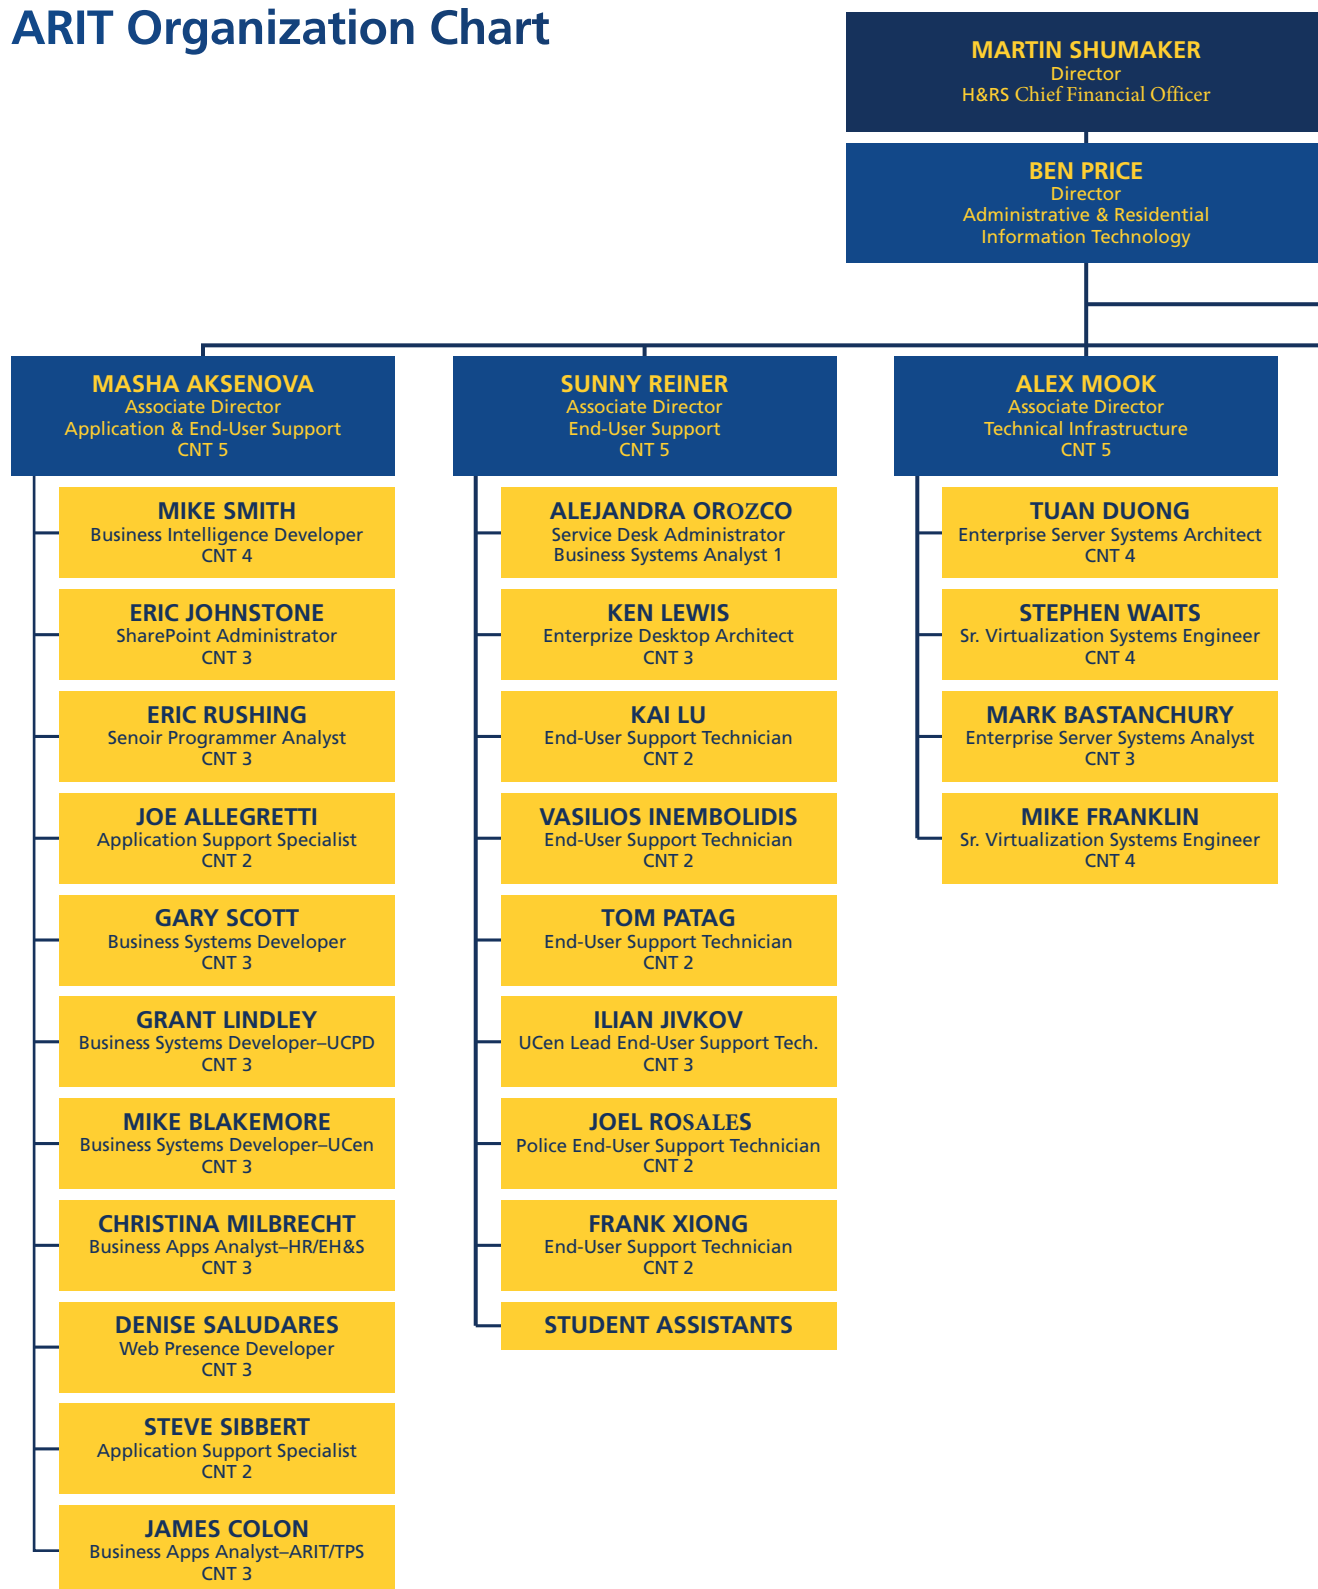 ARIT Organization Chart
MARTIN SHUMAKER
Director
H&RS Chief Financial Officer
BEN PRICE
Director
Administrative & Residential
Information Technology
MASHA AKSENOVA
Associate Director
Application & End-User Support
CNT 5
MIKE SMITH
Business Intelligence Developer
CNT 4
ERIC JOHNSTONE
SharePoint Administrator
CNT 3
ERIC RUSHING
Senoir Programmer Analyst
CNT 3
JOE ALLEGRETTI
Application Support Specialist
CNT 2
GARY SCOTT
Business Systems Developer
CNT 3
GRANT LINDLEY
Business Systems Developer–UCPD
CNT 3
MIKE BLAKEMORE
Business Systems Developer–UCen
CNT 3
CHRISTINA MILBRECHT
Business Apps Analyst–HR/EH&S
CNT 3
DENISE SALUDARES
Web Presence Developer
CNT 3
STEVE SIBBERT
Application Support Specialist
CNT 2
JAMES COLON
Business Apps Analyst–ARIT/TPS
CNT 3
SUNNY REINER
Associate Director
End-User Support
CNT 5
ALEJANDRA OROZCO
Service Desk Administrator
Business Systems Analyst 1
KEN LEWIS
Enterprize Desktop Architect
CNT 3
KAI LU
End-User Support Technician
CNT 2
VASILIOS INEMBOLIDIS
End-User Support Technician
CNT 2
TOM PATAG
End-User Support Technician
CNT 2
ILIAN JIVKOV
UCen Lead End-User Support Tech.
CNT 3
JOEL ROSALES
Police End-User Support Technician
CNT 2
FRANK XIONG
End-User Support Technician
CNT 2
STUDENT ASSISTANTS
ALEX MOOK
Associate Director
Technical Infrastructure
CNT 5
TUAN DUONG
Enterprise Server Systems Architect
CNT 4
STEPHEN WAITS
Sr. Virtualization Systems Engineer
CNT 4
MARK BASTANCHURY
Enterprise Server Systems Analyst
CNT 3
MIKE FRANKLIN
Sr. Virtualization Systems Engineer
CNT 4